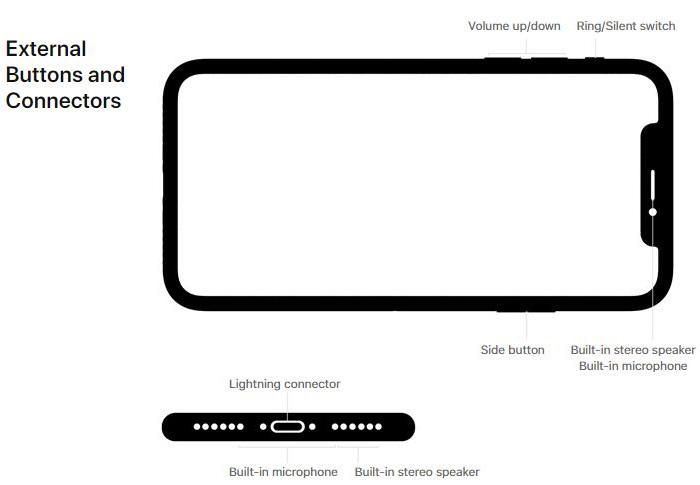 External
Buttons and
Connectors
Volume up/down
Ring/Silent switch
Side button
Built-in stereo speaker
Built-in microphone
Lightning connector
Built-in microphone
Built-in stereo speaker